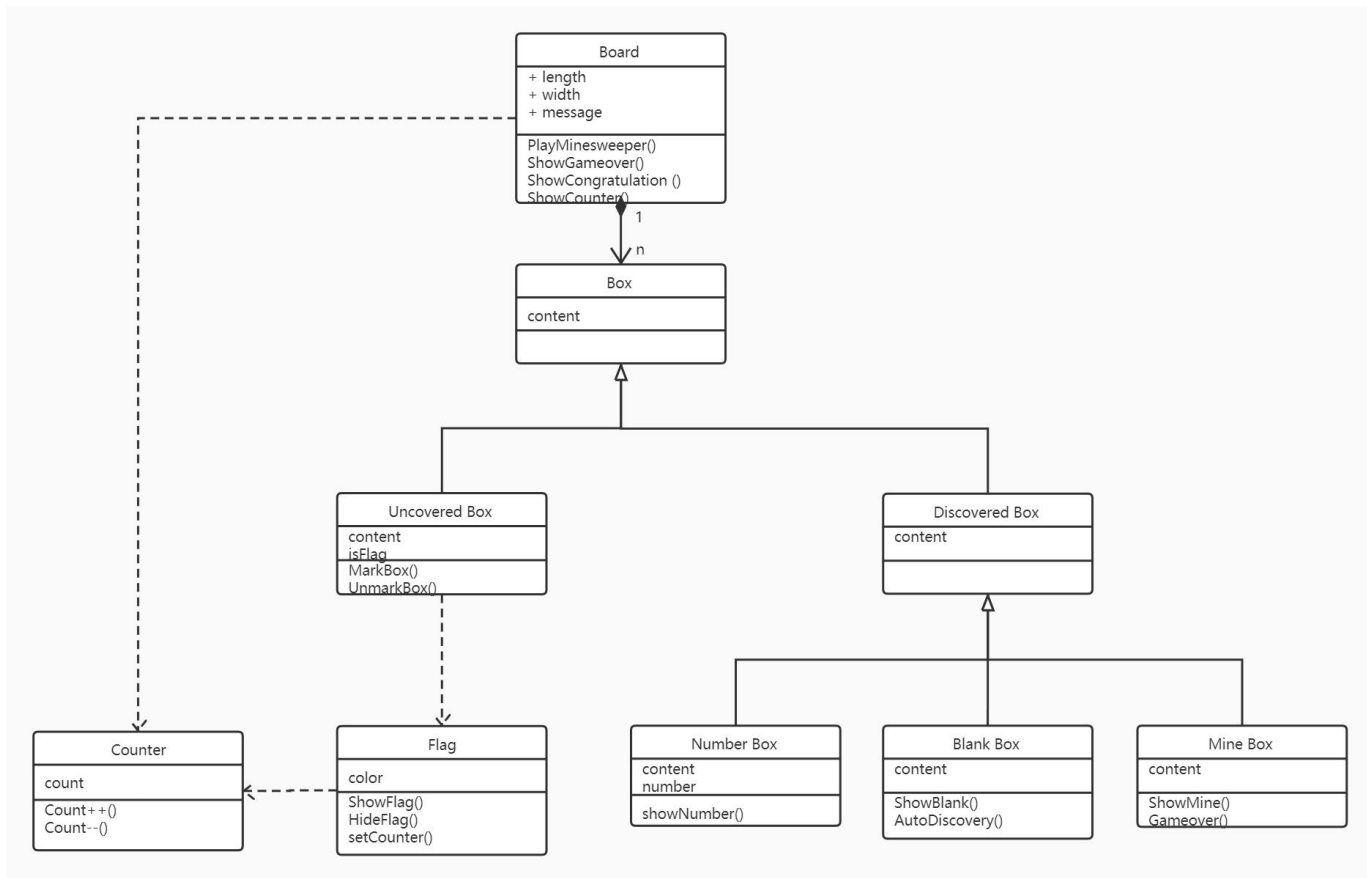 Board
+ length
+ width
+ message
PlayMinesweeper()
ShowGameover()
ShowCongratulation ()
ShowCounter()
1
n
Box
content
Uncovered Box
content
isFlag
MarkBox()
UnmarkBox()
Discovered Box
content
Counter
count
Count++()
Count--()
Flag
color
ShowFlag()
HideFlag()
setCounter()
Number Box
content
number
showNumber()
Blank Box
content
ShowBlank()
AutoDiscovery()
Mine Box
content
ShowMine()
Gameover()